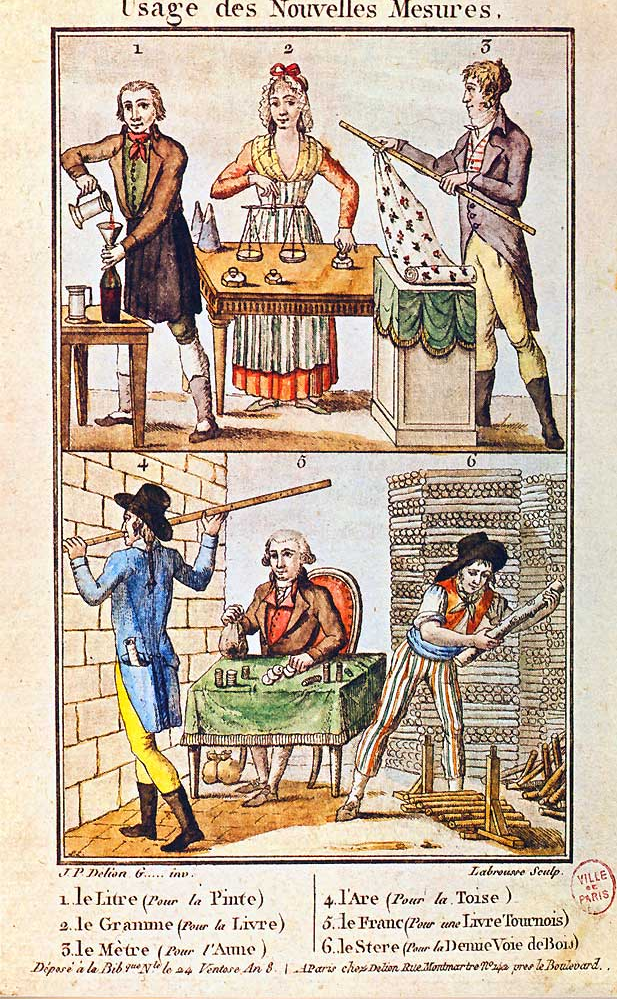 Usage des Nouvelles Mesures.
1
2
3
4
5
6
J. P. Delion G..... inv.
Labrousse Sculp.
1. le Litre (Pour la Pinte)
2. le Gramme (Pour la Livre)
3. le Mètre (Pour l'Aune)
4. l'Are (Pour la Toise)
5. le Franc (Pour une Livre Tournois)
6. le Stere (Pour la Demie Voie de Bois)
Déposé à la Bibque Nle le 24 Ventose An 8.
A Paris chez Delion Rue Montmartre No. 242 pres le Boulevard.
VILLE
DE
PARIS